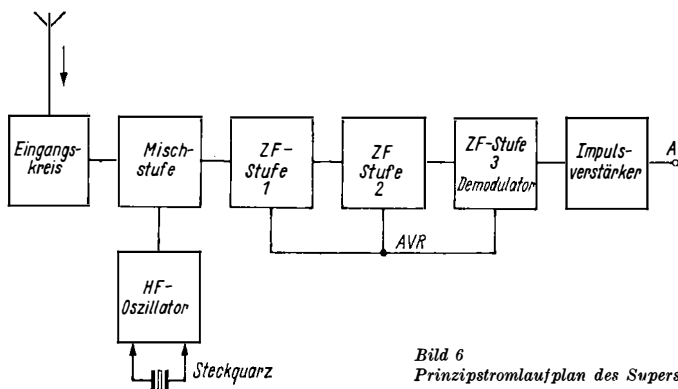 Eingangs-
kreis
Misch-
stufe
ZF-
Stufe
1
ZF
Stufe
2
ZF-Stufe
3
Demodulator
Impuls-
verstärker
A
AVR
HF-
Oszillator
Steckquarz
Bild 6
Prinzipstromlaufplan des Supers